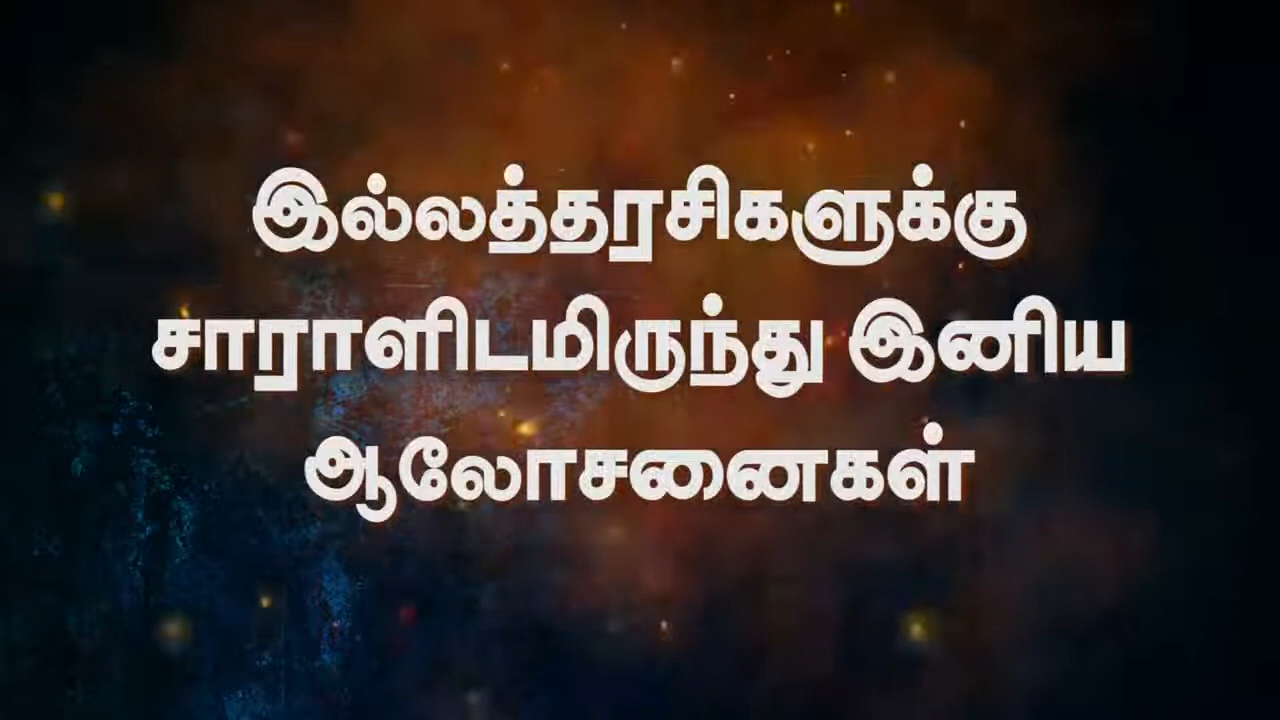 இல்லத்தரசிகளுக்கு
சாராளிடமிருந்து இனிய
ஆலோசனைகள்